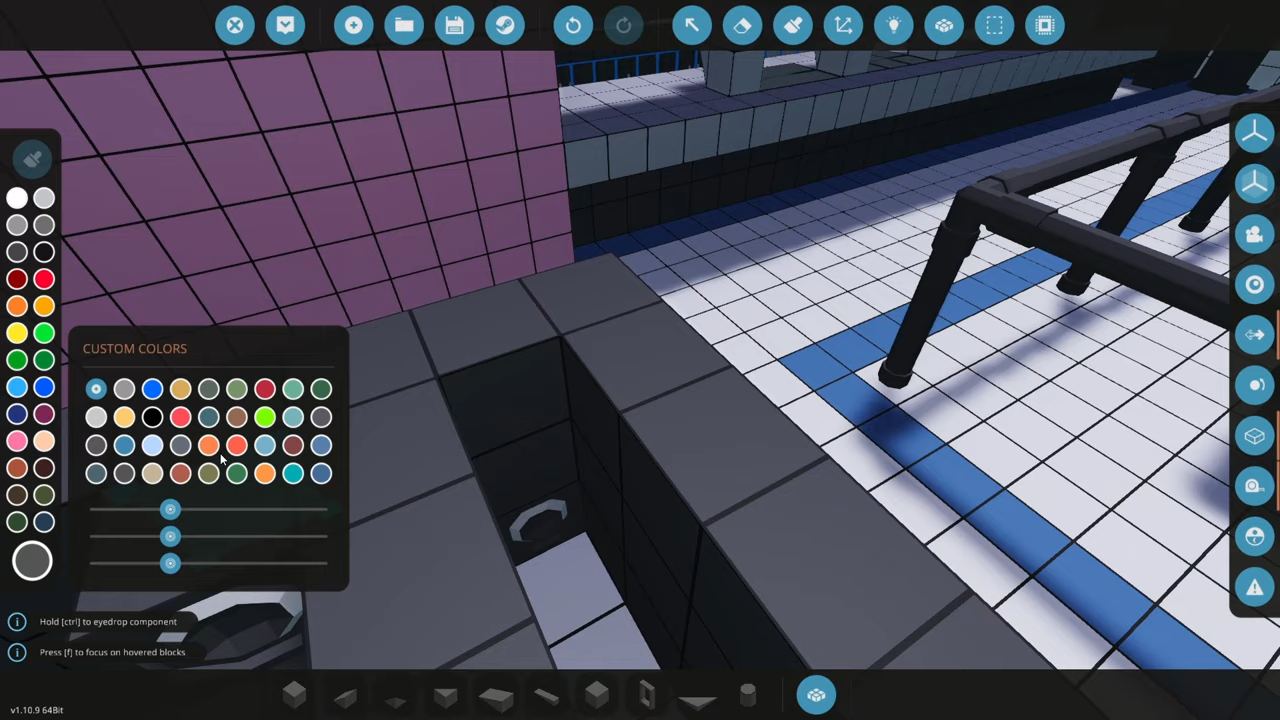 CUSTOM COLORS
Hold [ctrl] to eyedrop component
Press [f] to focus on hovered blocks
v1.10.9 64Bit